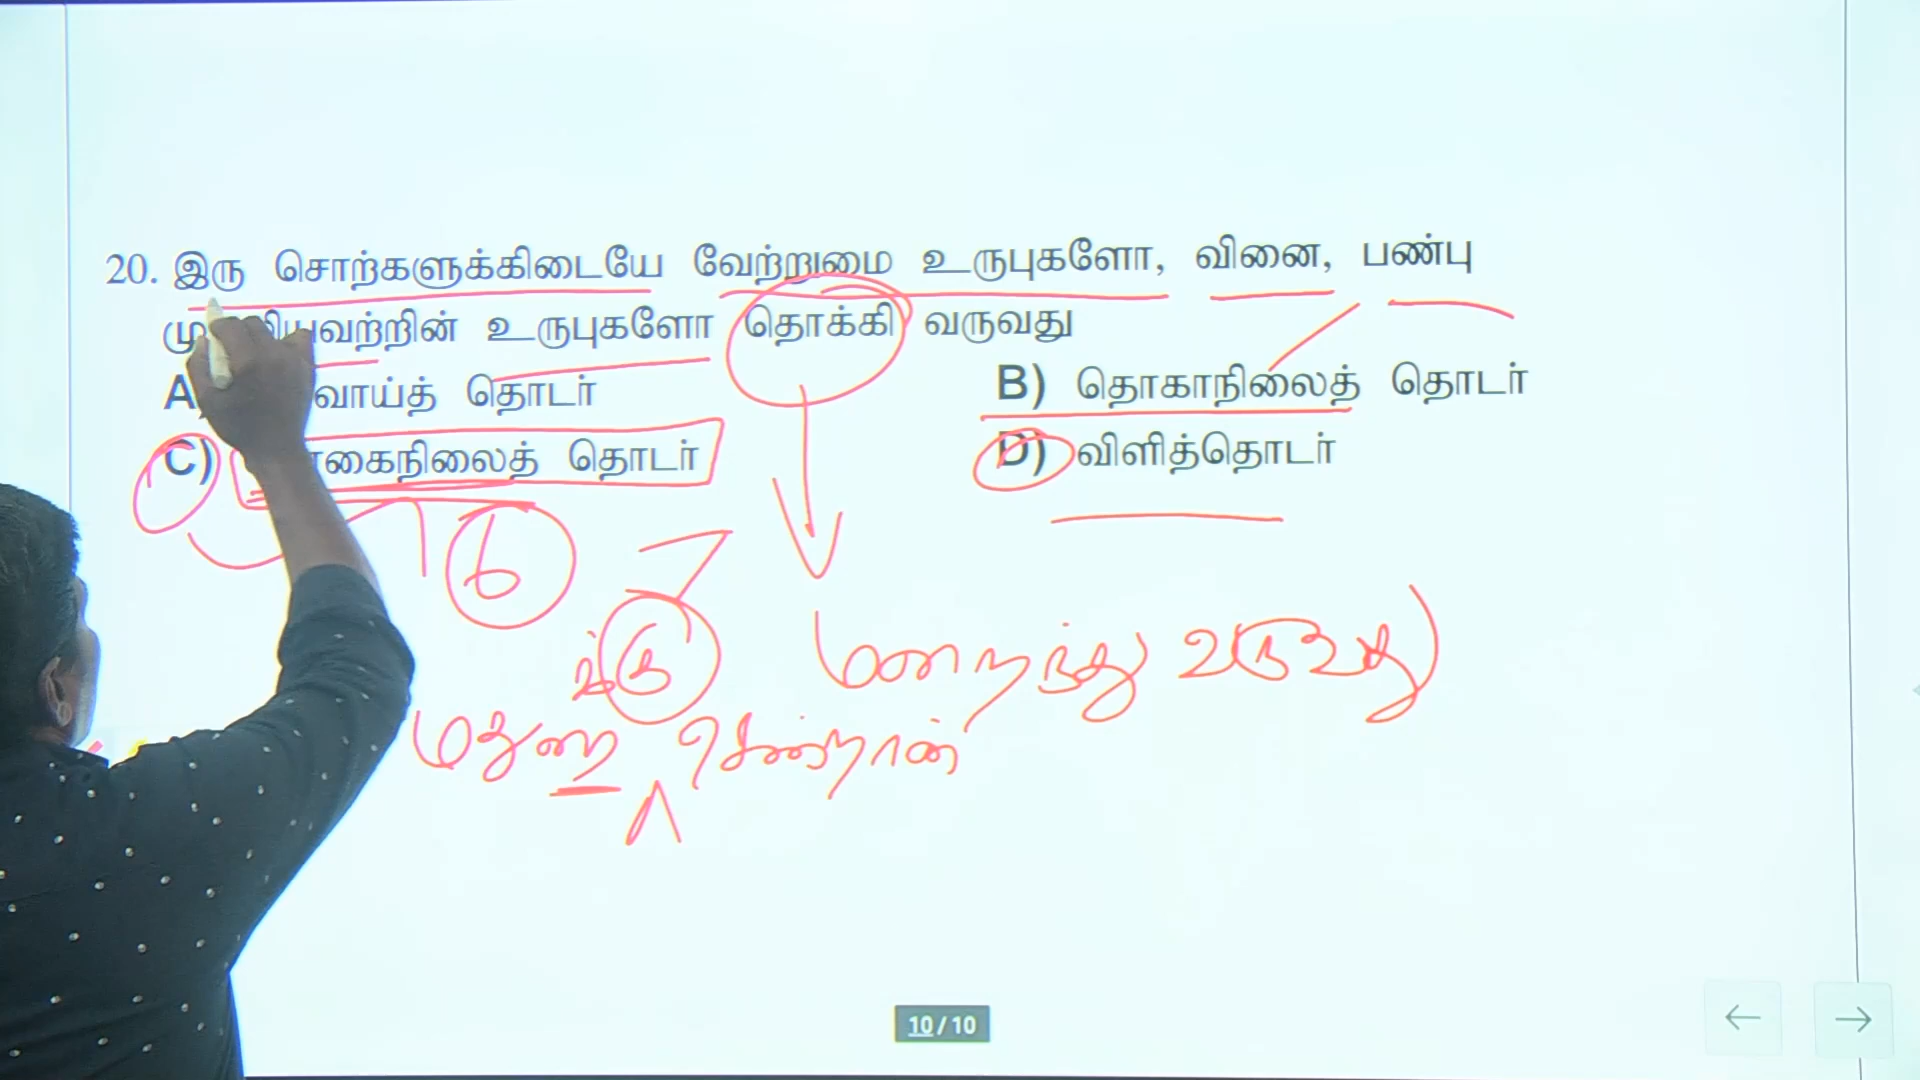 20. இரு சொற்களுக்கிடையே வேற்றுமை உருபுகளோ, வினை, பண்பு
உருபுகளோ தொக்கி வருவது
A) தொடர்
B) தொகாநிலைத் தொடர்
C) தொடர்
D) விளித்தொடர்
6
க்கு மறைந்து வருவது
மதுரை சென்றான்
10 / 10